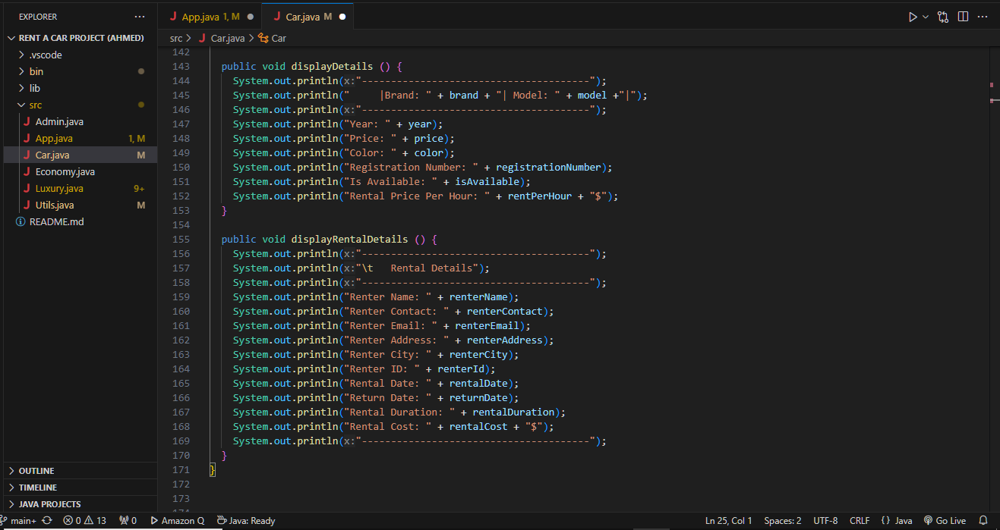 EXPLORER
RENT A CAR PROJECT (AHMED)
.vscode
bin
lib
src
Admin.java
App.java 1, M
Car.java M
Economy.java
Luxury.java 9+
Utils.java M
README.md
OUTLINE
TIMELINE
JAVA PROJECTS
App.java 1, M
Car.java M
src > Car.java > Car
142
143 public void displayDetails () {
144 System.out.println(x:"---------------------------------------");
145 System.out.println("     |Brand: " + brand + "| Model: " + model +"|");
146 System.out.println(x:"---------------------------------------");
147 System.out.println("Year: " + year);
148 System.out.println("Price: " + price);
149 System.out.println("Color: " + color);
150 System.out.println("Registration Number: " + registrationNumber);
151 System.out.println("Is Available: " + isAvailable);
152 System.out.println("Rental Price Per Hour: " + rentPerHour + "$");
153 }
154
155 public void displayRentalDetails () {
156 System.out.println(x:"---------------------------------------");
157 System.out.println(x:"\t   Rental Details");
158 System.out.println(x:"---------------------------------------");
159 System.out.println("Renter Name: " + renterName);
160 System.out.println("Renter Contact: " + renterContact);
161 System.out.println("Renter Email: " + renterEmail);
162 System.out.println("Renter Address: " + renterAddress);
163 System.out.println("Renter City: " + renterCity);
164 System.out.println("Renter ID: " + renterId);
165 System.out.println("Rental Date: " + rentalDate);
166 System.out.println("Return Date: " + returnDate);
167 System.out.println("Rental Duration: " + rentalDuration);
168 System.out.println("Rental Cost: " + rentalCost + "$");
169 System.out.println(x:"---------------------------------------");
170 }
171 }
172
173
174
main+ 0 13 0 Amazon Q Java: Ready Ln 25, Col 1 Spaces: 2 UTF-8 CRLF {} Java Go Live